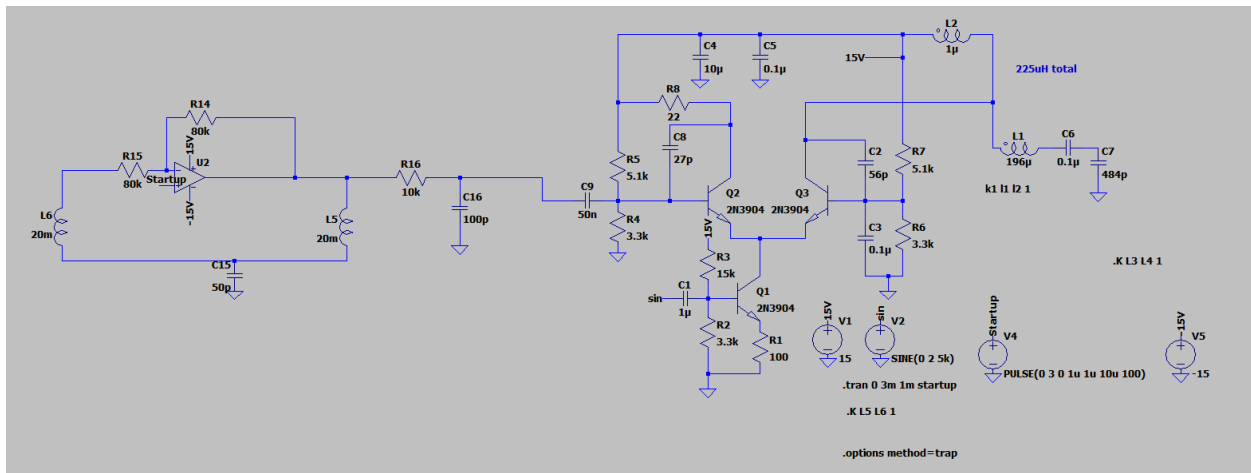 L2
1µ
C4
10µ
C5
0.1µ
15V
225uH total
R14
80k
R8
22
15V
U2
R15
80k
Startup
-15V
C8
27p
R5
5.1k
C2
56p
R7
5.1k
L1
196µ
C6
0.1µ
C7
484p
k1 l1 l2 1
R16
10k
C16
100p
C9
50n
Q2
2N3904
Q3
2N3904
L6
20m
L5
20m
R4
3.3k
15V
C3
0.1µ
R6
3.3k
C15
50p
R3
15k
.K L3 L4 1
sin
C1
1µ
Q1
2N3904
R2
3.3k
R1
100
15V
V1
15
sin
V2
SINE(0 2 5k)
Startup
V4
PULSE(0 3 0 1u 1u 10u 100)
-15V
V5
-15
.tran 0 3m 1m startup
.K L5 L6 1
.options method=trap